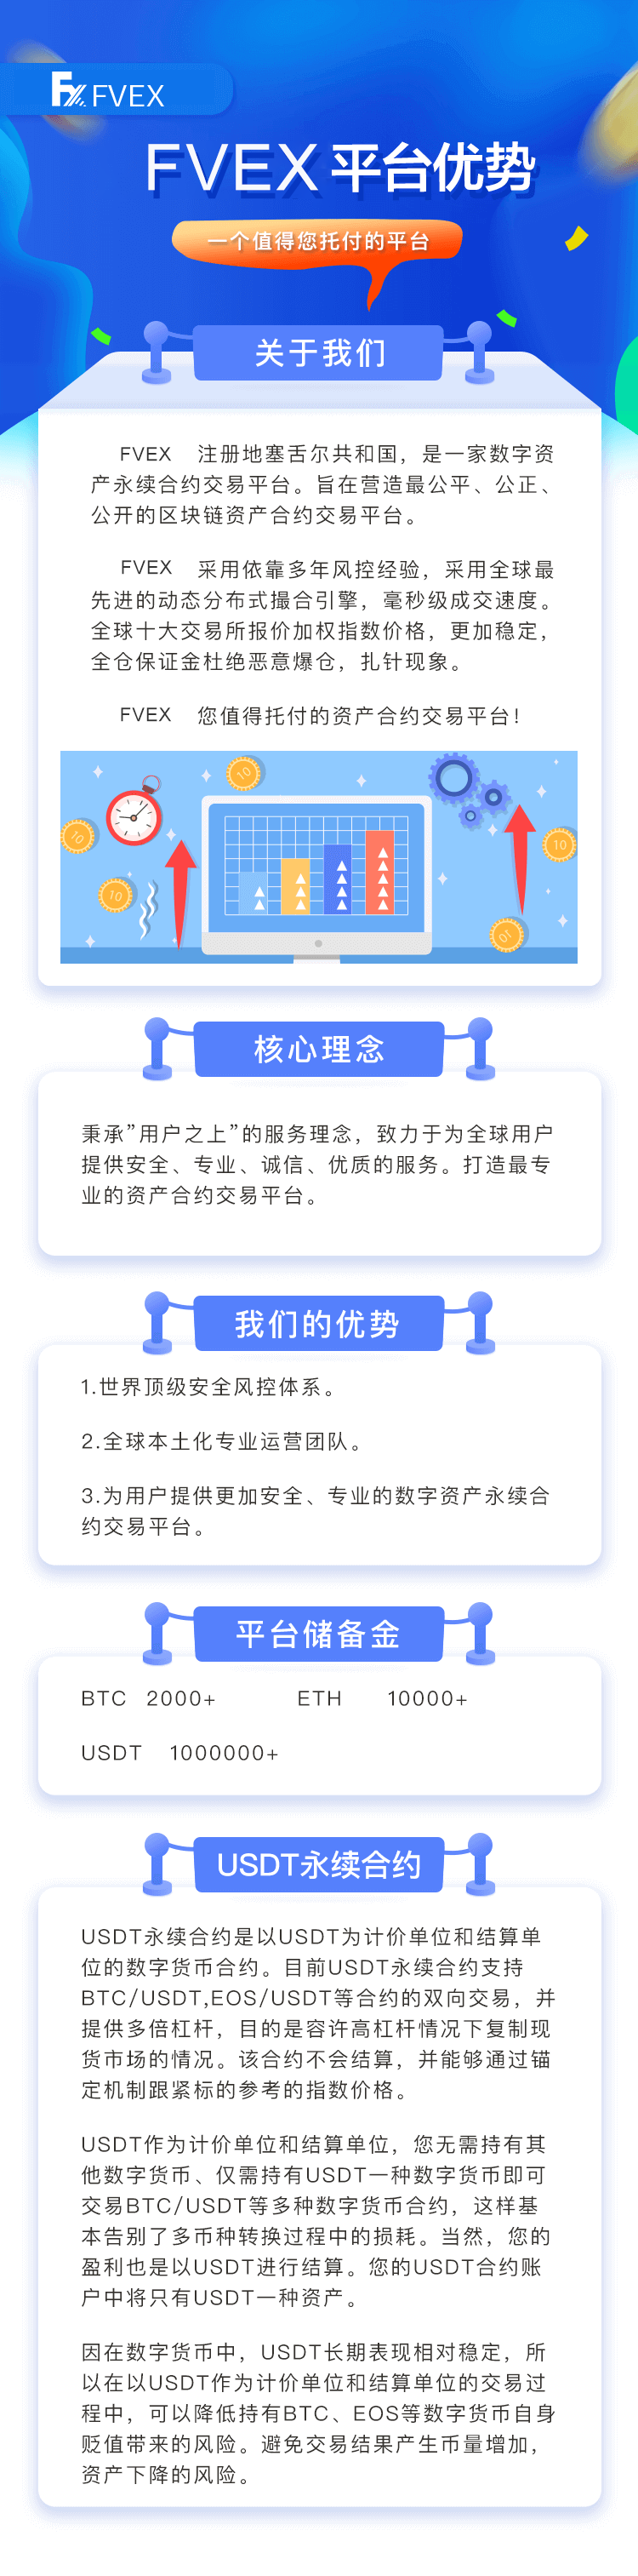 FVEX
FVEX 平台优势
一个值得您托付的平台
关于我们
FVEX 注册地塞舌尔共和国，是一家数字资
产永续合约交易平台。旨在营造最公平、公正、
公开的区块链资产合约交易平台。
FVEX 采用依靠多年风控经验，采用全球最
先进的动态分布式撮合引擎，毫秒级成交速度。
全球十大交易所报价加权指数价格，更加稳定，
全仓保证金杜绝恶意爆仓，扎针现象。
FVEX 您值得托付的资产合约交易平台！
10
10
10
10
10
核心理念
秉承”用户之上”的服务理念，致力于为全球用户
提供安全、专业、诚信、优质的服务。打造最专
业的资产合约交易平台。
我们的优势
1.世界顶级安全风控体系。
2.全球本土化专业运营团队。
3.为用户提供更加安全、专业的数字资产永续合
约交易平台。
平台储备金
BTC 2000+ ETH 10000+
USDT 1000000+
USDT永续合约
USDT永续合约是以USDT为计价单位和结算单
位的数字货币合约。目前USDT永续合约支持
BTC/USDT,EOS/USDT等合约的双向交易，并
提供多倍杠杆，目的是容许高杠杆情况下复制现
货市场的情况。该合约不会结算，并能够通过锚
定机制跟紧标的参考的指数价格。
USDT作为计价单位和结算单位，您无需持有其
他数字货币、仅需持有USDT一种数字货币即可
交易BTC/USDT等多种数字货币合约，这样基
本告别了多币种转换过程中的损耗。当然，您的
盈利也是以USDT进行结算。您的USDT合约账
户中将只有USDT一种资产。
因在数字货币中，USDT长期表现相对稳定，所
以在以USDT作为计价单位和结算单位的交易过
程中，可以降低持有BTC、EOS等数字货币自身
贬值带来的风险。避免交易结果产生币量增加，
资产下降的风险。